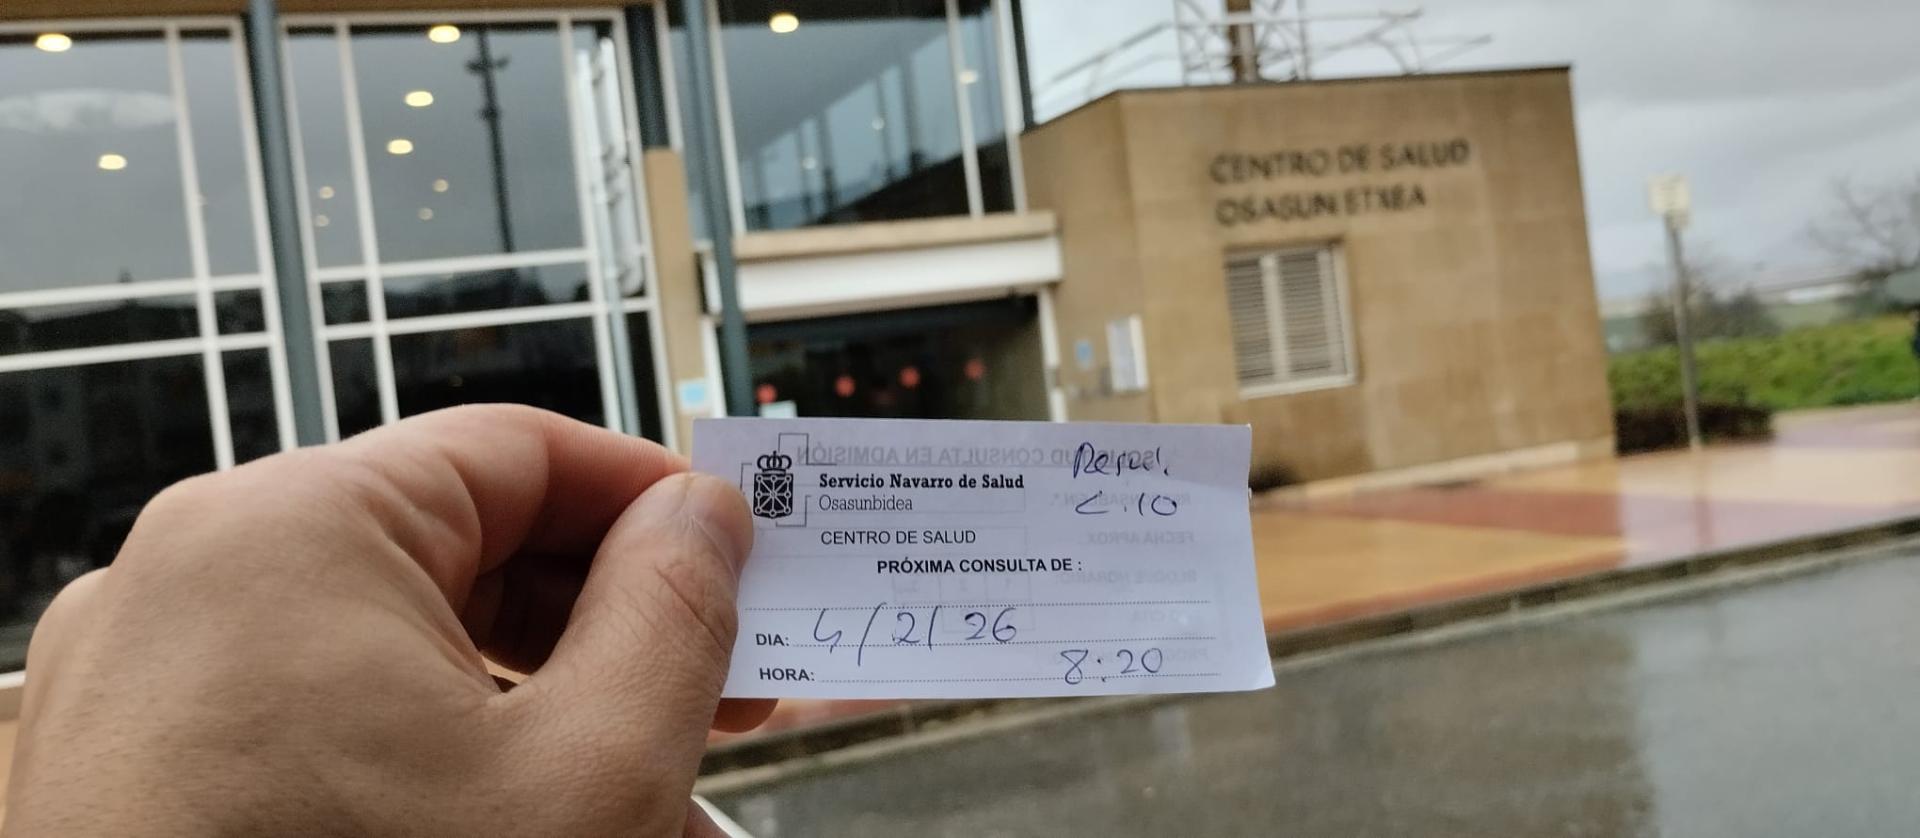 CENTRO DE SALUD
OSASUN ETXEA
Servicio Navarro de Salud
Osasunbidea
C.10
CENTRO DE SALUD
PRÓXIMA CONSULTA DE :
DIA: 4/2/26
HORA: 8:20